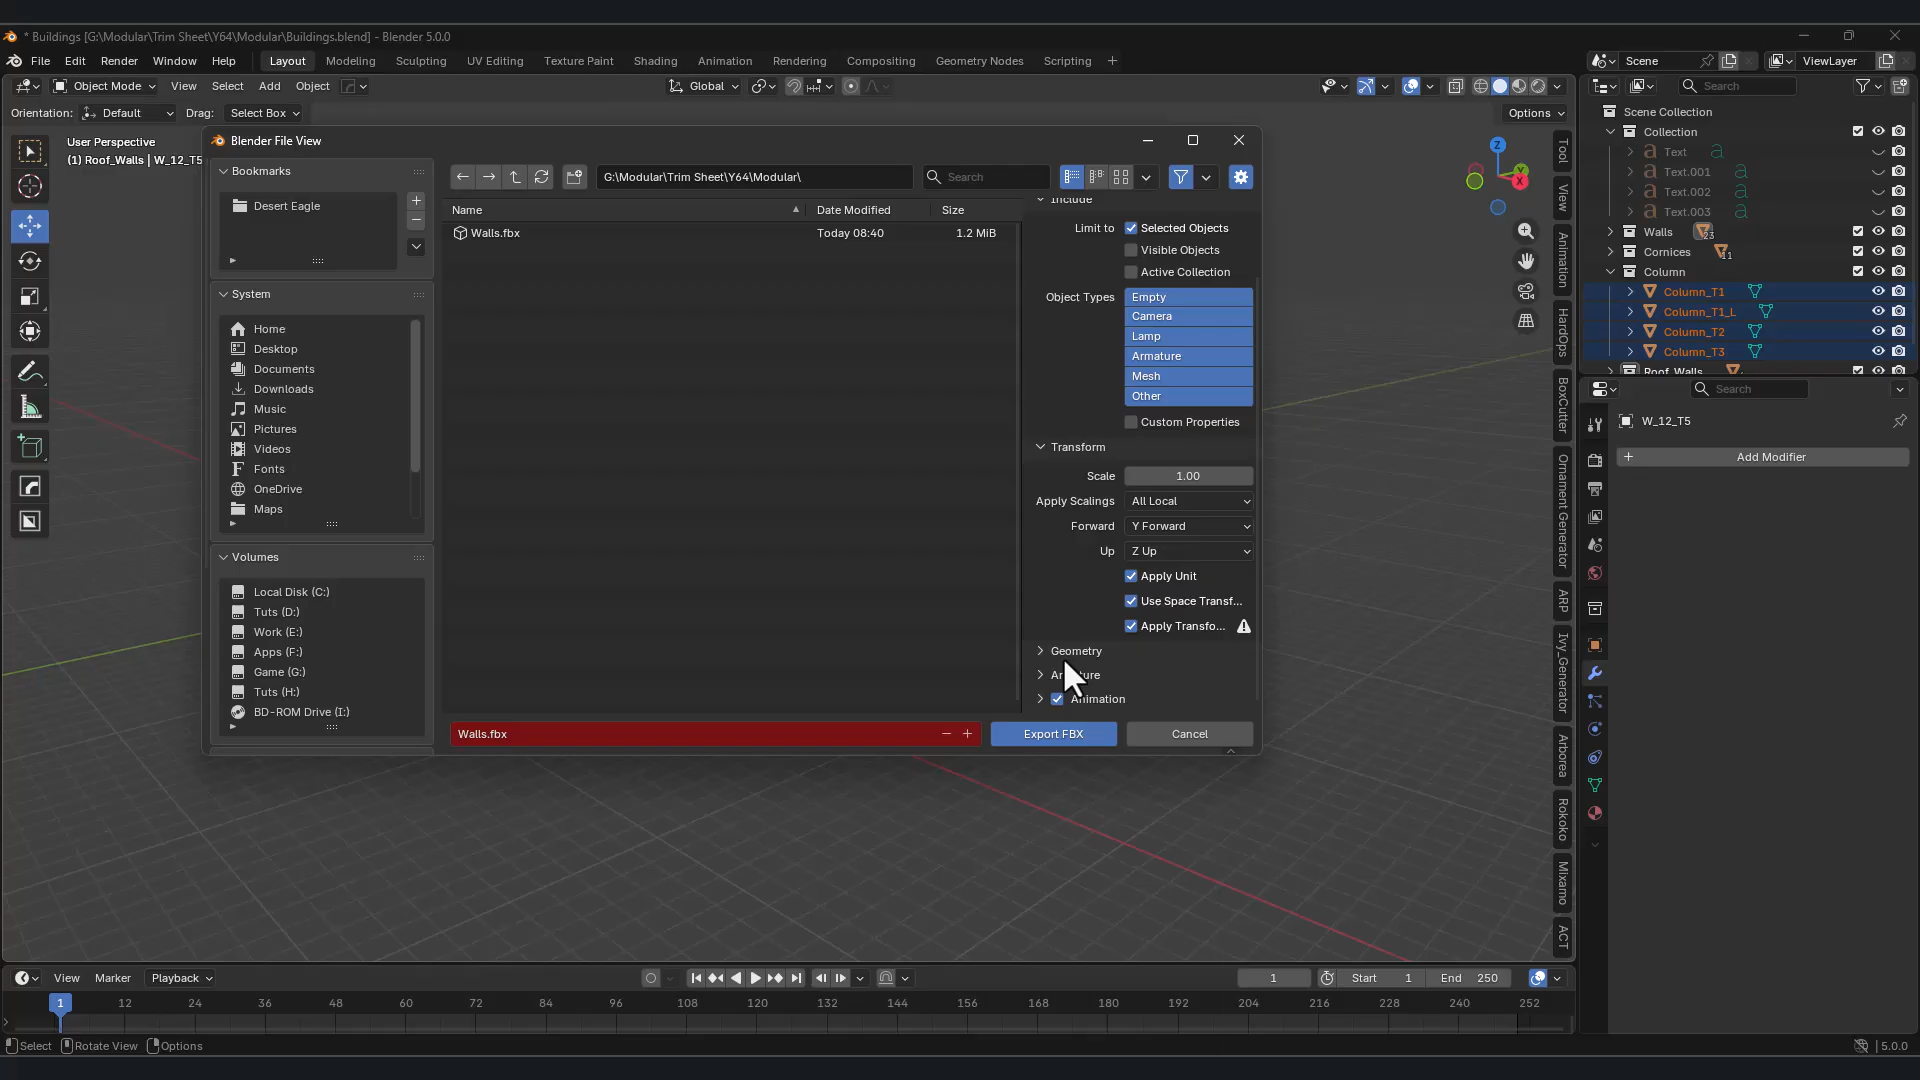 * Buildings [G:\Modular\Trim Sheet\Y64\Modular\Buildings.blend] - Blender 5.0.0
File Edit Render Window Help Layout Modeling Sculpting UV Editing Texture Paint Shading Animation Rendering Compositing Geometry Nodes Scripting + Scene ViewLayer
Object Mode View Select Add Object Global Search
Orientation: Default Drag: Select Box Options
User Perspective
(1) Roof_Walls | W_12_T5
Blender File View
Bookmarks
Desert Eagle
System
Home
Desktop
Documents
Downloads
Music
Pictures
Videos
Fonts
OneDrive
Maps
Volumes
Local Disk (C:)
Tuts (D:)
Work (E:)
Apps (F:)
Game (G:)
Tuts (H:)
BD-ROM Drive (I:)
G:\Modular\Trim Sheet\Y64\Modular\ Search
Name Date Modified Size
Walls.fbx Today 08:40 1.2 MiB
Include
Limit to Selected Objects
Visible Objects
Active Collection
Object Types Empty
Camera
Lamp
Armature
Mesh
Other
Custom Properties
Transform
Scale 1.00
Apply Scalings All Local
Forward Y Forward
Up Z Up
Apply Unit
Use Space Transf...
Apply Transfo...
Geometry
Animation
Walls.fbx Export FBX Cancel
Z
Y
X
Tool
View
Animation
HardOps
BoxCutter
Ornament Generator
ARP
Ivy_Generator
Arborea
Rokoko
Mixamo
ACT
Scene Collection
Collection
Text
Text.001
Text.002
Text.003
Walls 23
Cornices 11
Column
Column_T1
Column_T1_L
Column_T2
Column_T3
Roof_Walls
Search
W_12_T5
+ Add Modifier
View Marker Playback 1 Start 1 End 250
1 12 24 36 48 60 72 84 96 108 120 132 144 156 168 180 192 204 216 228 240 252
Select Rotate View Options 5.0.0